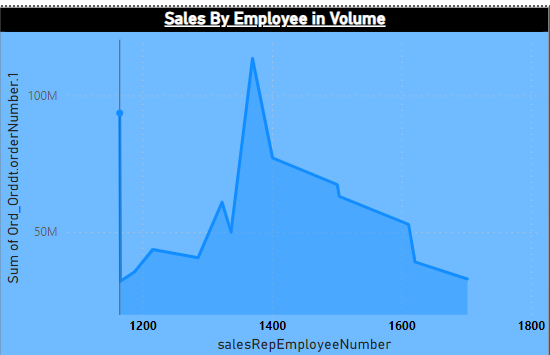 Sales By Employee in Volume
Sum of Ord_Orddt.orderNumber.1
100M
50M
1200
1400
1600
1800
salesRepEmployeeNumber